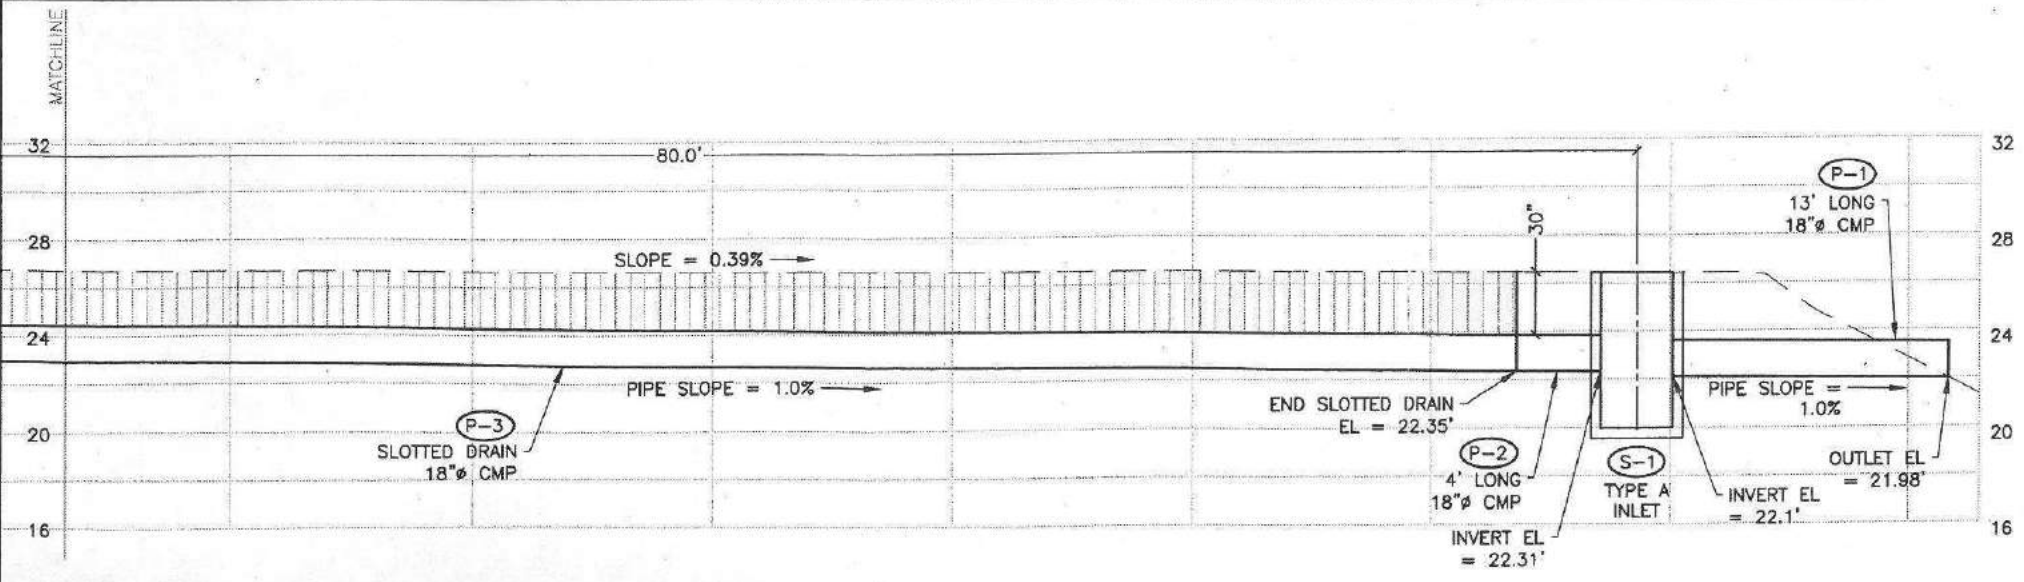 MATCHLINE
32
80.0'
32
P-1
13' LONG
18"ø CMP
30"
28
28
SLOPE = 0.39%
24
24
PIPE SLOPE = 1.0%
PIPE SLOPE =
1.0%
END SLOTTED DRAIN
EL = 22.35'
P-3
SLOTTED DRAIN
18"ø CMP
20
20
P-2
4' LONG
18"ø CMP
S-1
TYPE A
INLET
OUTLET EL
= 21.98'
INVERT EL
= 22.1'
INVERT EL
= 22.31'
16
16